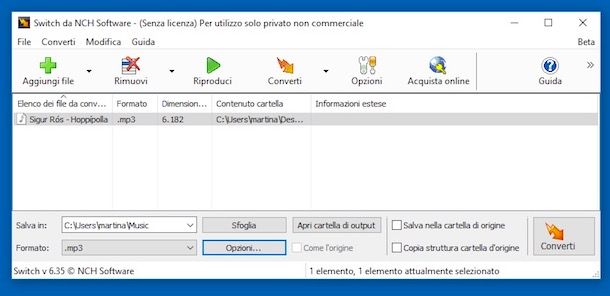 Switch da NCH Software - (Senza licenza) Per utilizzo solo privato non commerciale
File Converti Modifica Guida Beta
Aggiungi file Rimuovi Riproduci Converti Opzioni Acquista online » Guida
Elenco dei file da conv... Formato Dimension... Contenuto cartella Informazioni estese
Sigur Rós - Hoppípolla .mp3 6.182 C:\Users\martina\Des...
Salva in: C:\Users\martina\Music Sfoglia Apri cartella di output Salva nella cartella di origine
Formato: .mp3 Opzioni... Come l'origine Copia struttura cartella d'origine Converti
Switch v 6.35 © NCH Software 1 elemento, 1 elemento attualmente selezionato